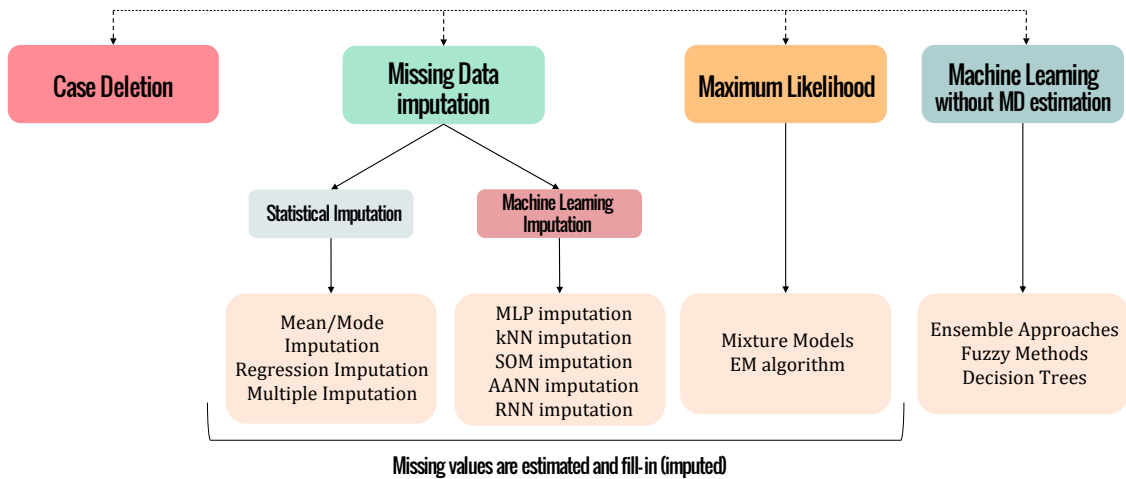 Case Deletion
Missing Data
imputation
Maximum Likelihood
Machine Learning
without MD estimation
Statistical Imputation
Machine Learning
Imputation
Mean/Mode
Imputation
Regression Imputation
Multiple Imputation
MLP imputation
kNN imputation
SOM imputation
AANN imputation
RNN imputation
Mixture Models
EM algorithm
Ensemble Approaches
Fuzzy Methods
Decision Trees
Missing values are estimated and fill-in (imputed)